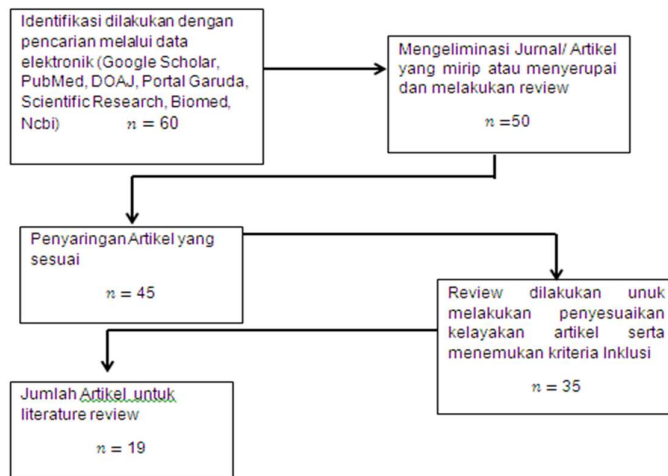 Identifikasi dilakukan dengan
pencarian melalui data
elektronik (Google Scholar,
PubMed, DOAJ, Portal Garuda,
Scientific Research, Biomed,
Ncbi) n = 60
Mengeliminasi Jurnal/ Artikel
yang mirip atau menyerupai
dan melakukan review
n =50
Penyaringan Artikel yang
sesuai
n = 45
Review dilakukan unuk
melakukan penyesuaikan
kelayakan artikel serta
menemukan kriteria Inklusi
n = 35
Jumlah Artikel untuk
literature review
n = 19